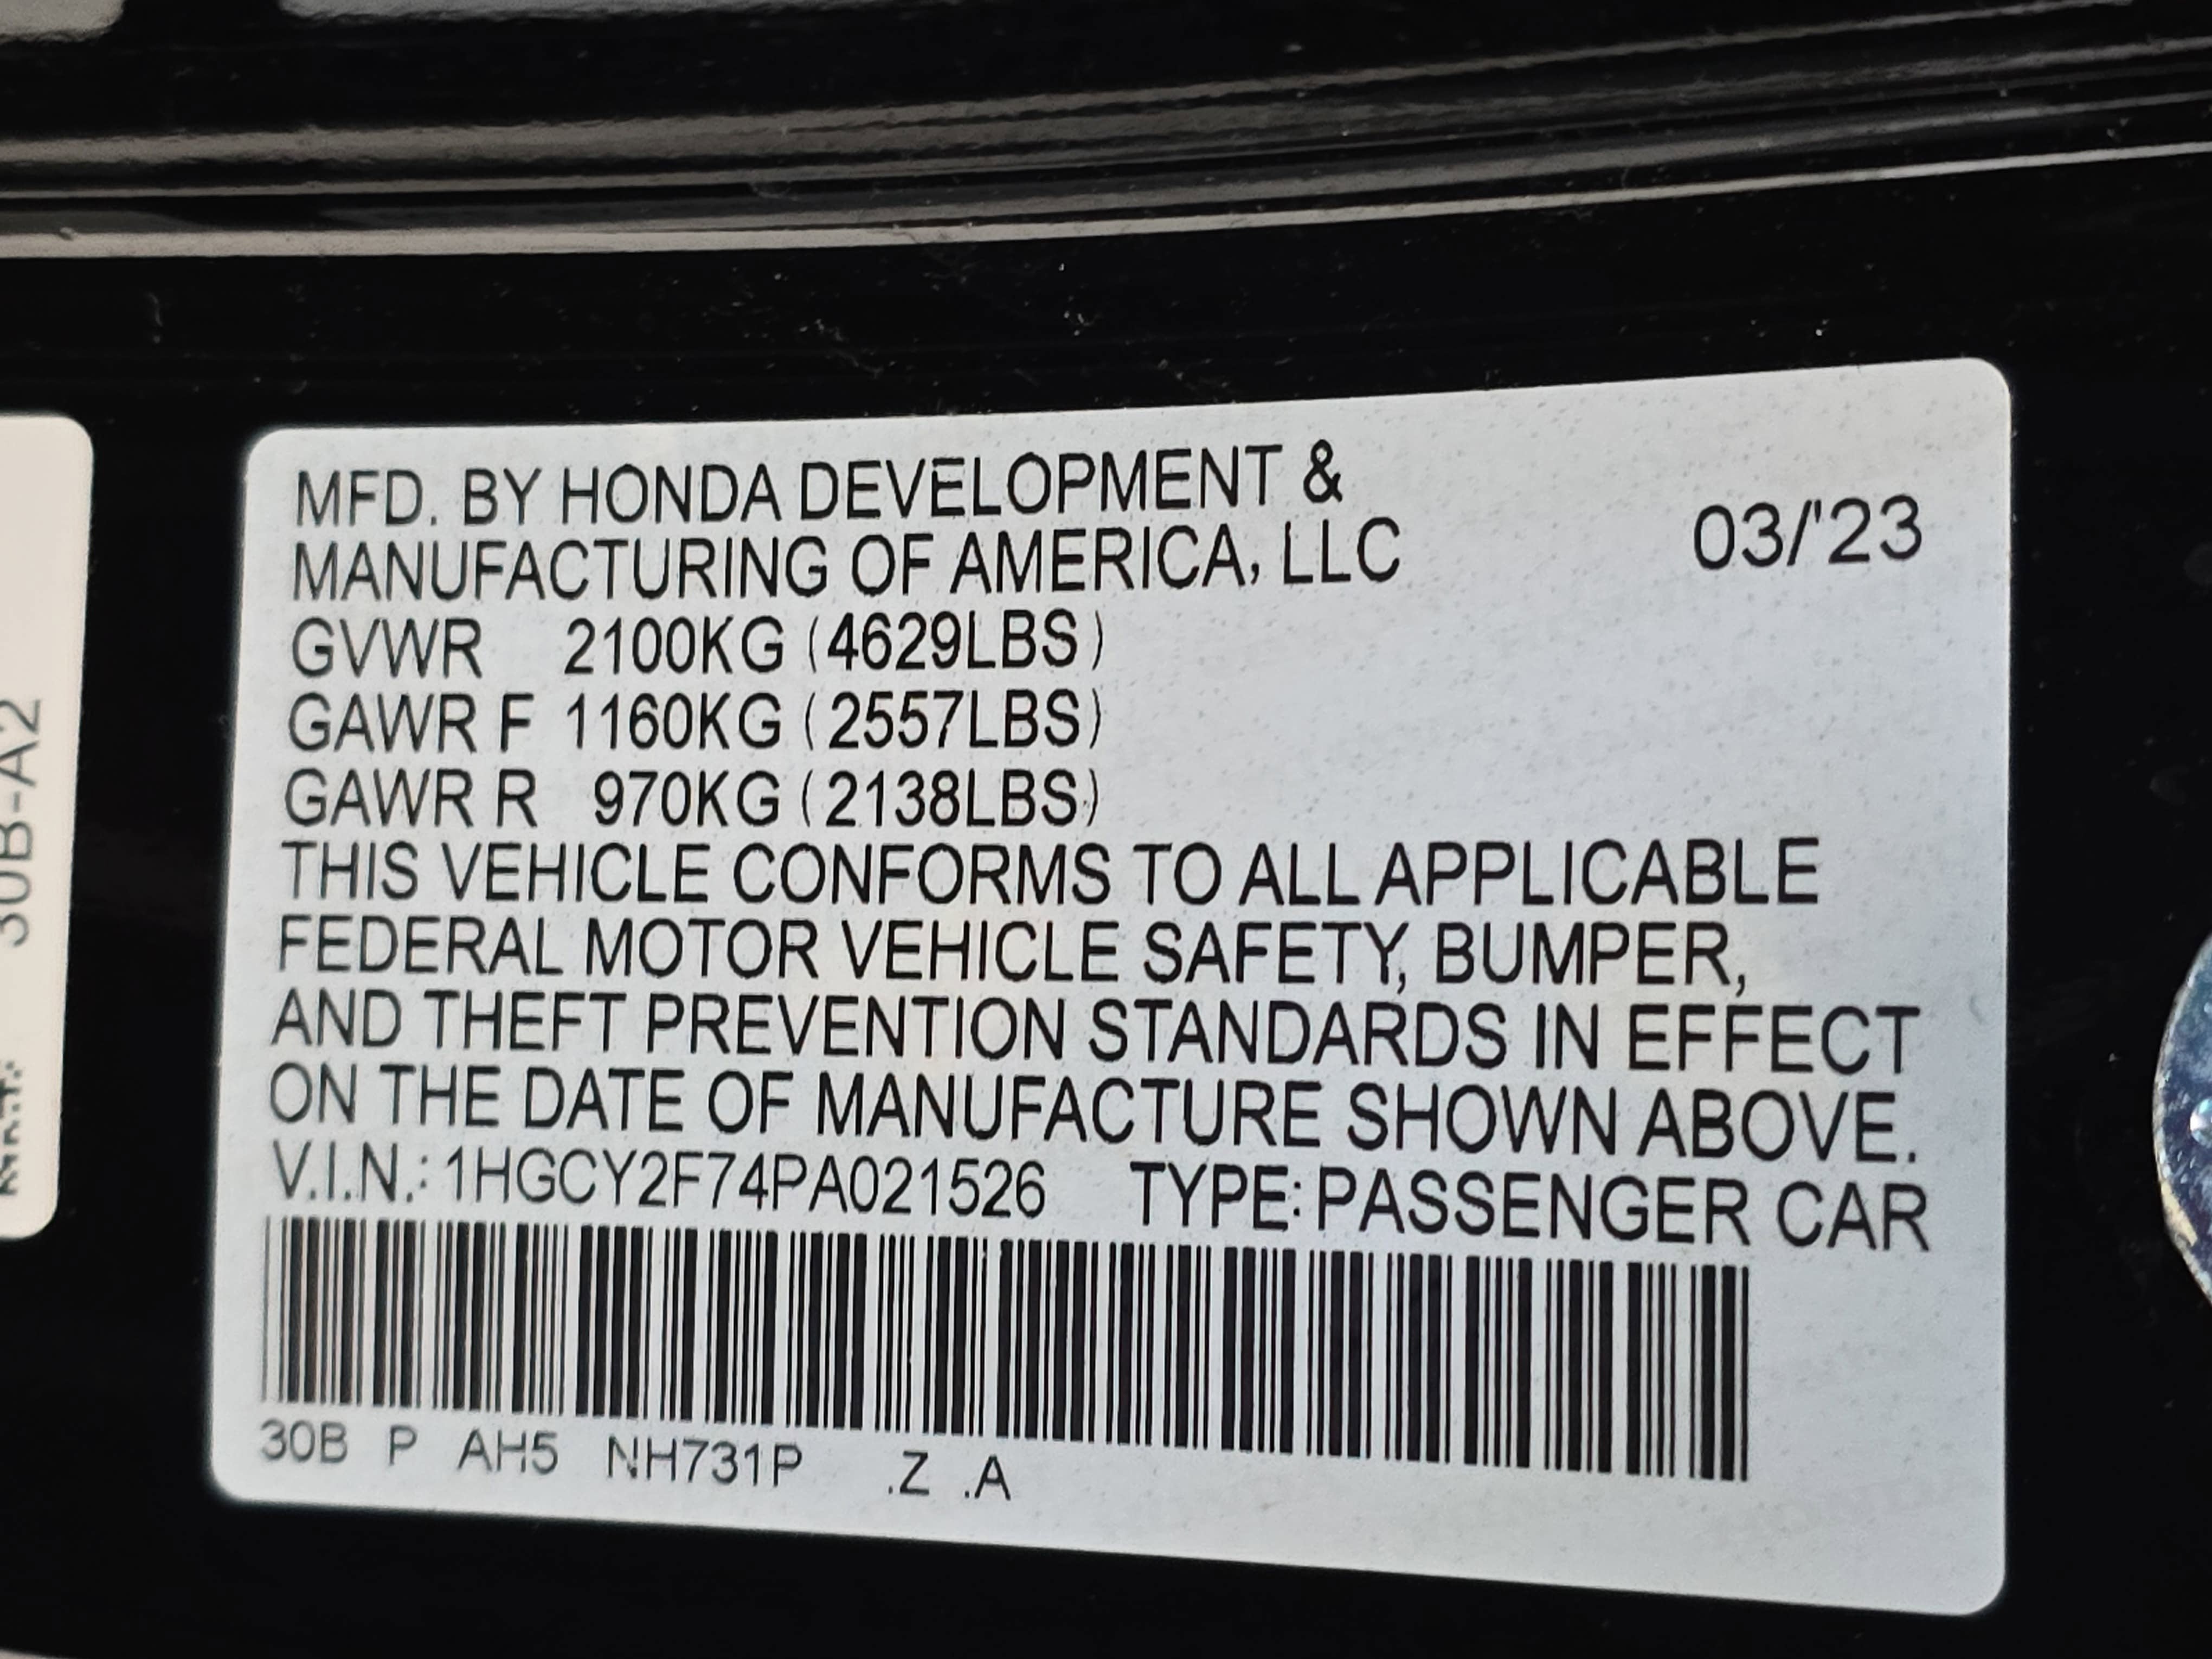 MFD. BY HONDA DEVELOPMENT &
MANUFACTURING OF AMERICA, LLC
03/'23
GVWR 2100KG (4629LBS)
GAWR F 1160KG (2557LBS)
GAWR R 970KG (2138LBS)
THIS VEHICLE CONFORMS TO ALL APPLICABLE
FEDERAL MOTOR VEHICLE SAFETY, BUMPER,
AND THEFT PREVENTION STANDARDS IN EFFECT
ON THE DATE OF MANUFACTURE SHOWN ABOVE.
V.I.N.: 1HGCY2F74PA021526 TYPE: PASSENGER CAR
30B P AH5 NH731P .Z .A
30B-A2